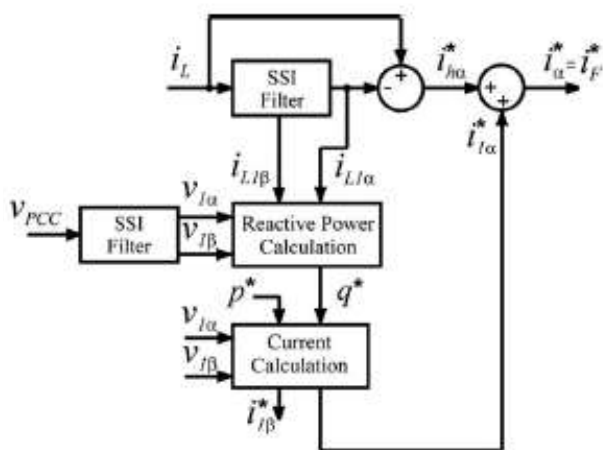 i_L
SSI
Filter
- +
i*_hα
+ +
i*_α = i*_F
i*_1α
i_L1β
i_L1α
v_PCC
SSI
Filter
v_1α
v_1β
Reactive Power
Calculation
p*
q*
v_1α
v_1β
Current
Calculation
i*_1β